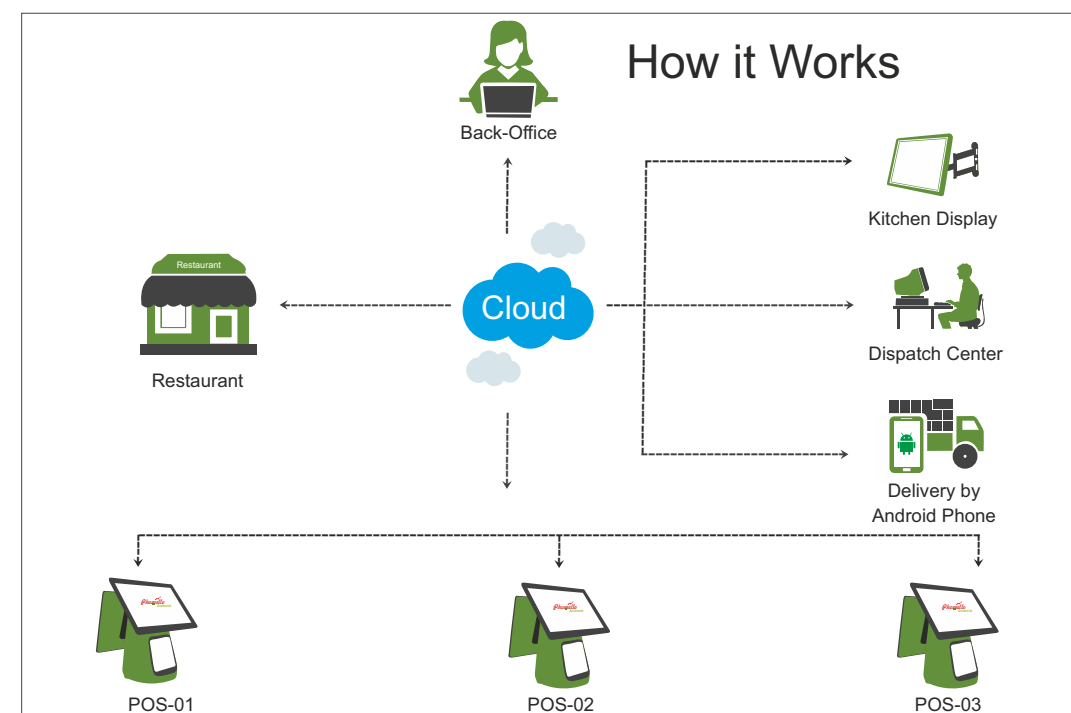 How it Works
Back-Office
Kitchen Display
Restaurant
Cloud
Restaurant
Dispatch Center
Delivery by
Android Phone
POS-01
POS-02
POS-03